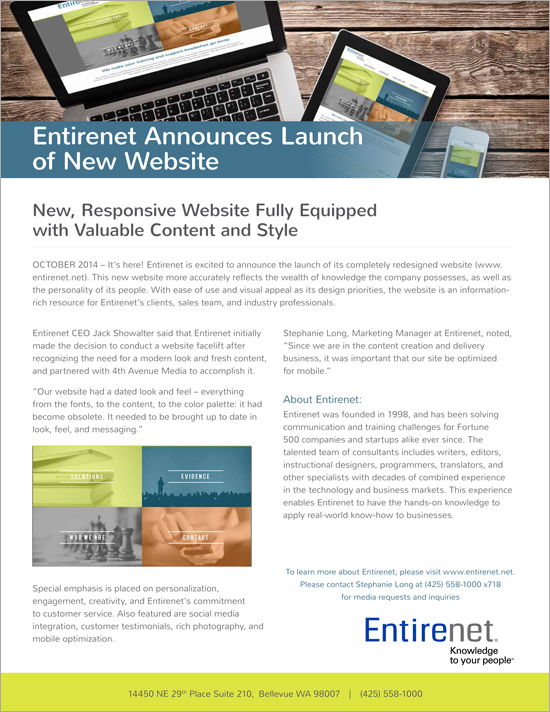 Entirenet
SOLUTIONS
CONTACT
We make your training and support headaches go away.
Entirenet
Entirenet Announces Launch
of New Website
New, Responsive Website Fully Equipped
with Valuable Content and Style
OCTOBER 2014 – It’s here! Entirenet is excited to announce the launch of its completely redesigned website (www.
entirenet.net). This new website more accurately reflects the wealth of knowledge the company possesses, as well as
the personality of its people. With ease of use and visual appeal as its design priorities, the website is an information-
rich resource for Entirenet’s clients, sales team, and industry professionals.
Entirenet CEO Jack Showalter said that Entirenet initially
made the decision to conduct a website facelift after
recognizing the need for a modern look and fresh content,
and partnered with 4th Avenue Media to accomplish it.
“Our website had a dated look and feel – everything
from the fonts, to the content, to the color palette: it had
become obsolete. It needed to be brought up to date in
look, feel, and messaging.”
SOLUTIONS
EVIDENCE
WHO WE ARE
CONTACT
Special emphasis is placed on personalization,
engagement, creativity, and Entirenet’s commitment
to customer service. Also featured are social media
integration, customer testimonials, rich photography, and
mobile optimization.
Stephanie Long, Marketing Manager at Entirenet, noted,
“Since we are in the content creation and delivery
business, it was important that our site be optimized
for mobile.”
About Entirenet:
Entirenet was founded in 1998, and has been solving
communication and training challenges for Fortune
500 companies and startups alike ever since. The
talented team of consultants includes writers, editors,
instructional designers, programmers, translators, and
other specialists with decades of combined experience
in the technology and business markets. This experience
enables Entirenet to have the hands-on knowledge to
apply real-world know-how to businesses.
To learn more about Entirenet, please visit www.entirenet.net.
Please contact Stephanie Long at (425) 558-1000 x718
for media requests and inquiries
Entirenet®
Knowledge
to your people™
14450 NE 29th Place Suite 210, Bellevue WA 98007 | (425) 558-1000